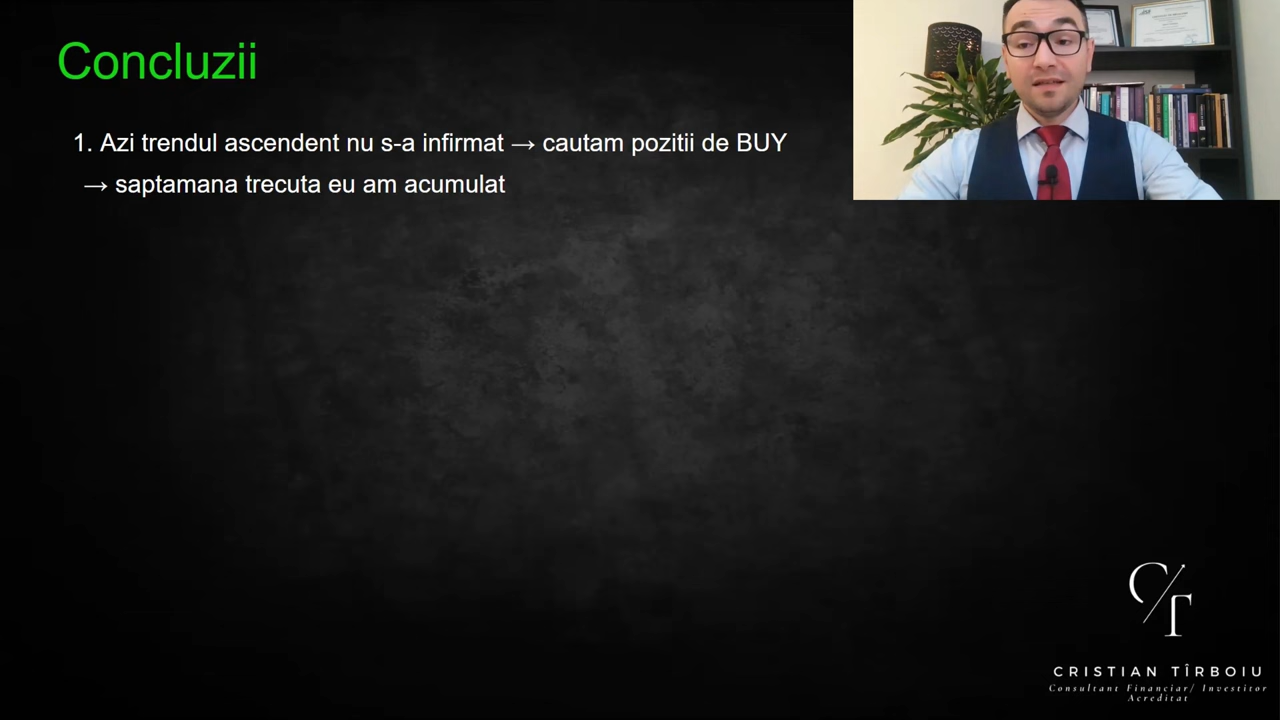 Concluzii
1. Azi trendul ascendent nu s-a infirmat → cautam pozitii de BUY
→ saptamana trecuta eu am acumulat
CT
CRISTIAN TÎRBOIU
Consultant Financiar/ Investitor
Acreditat